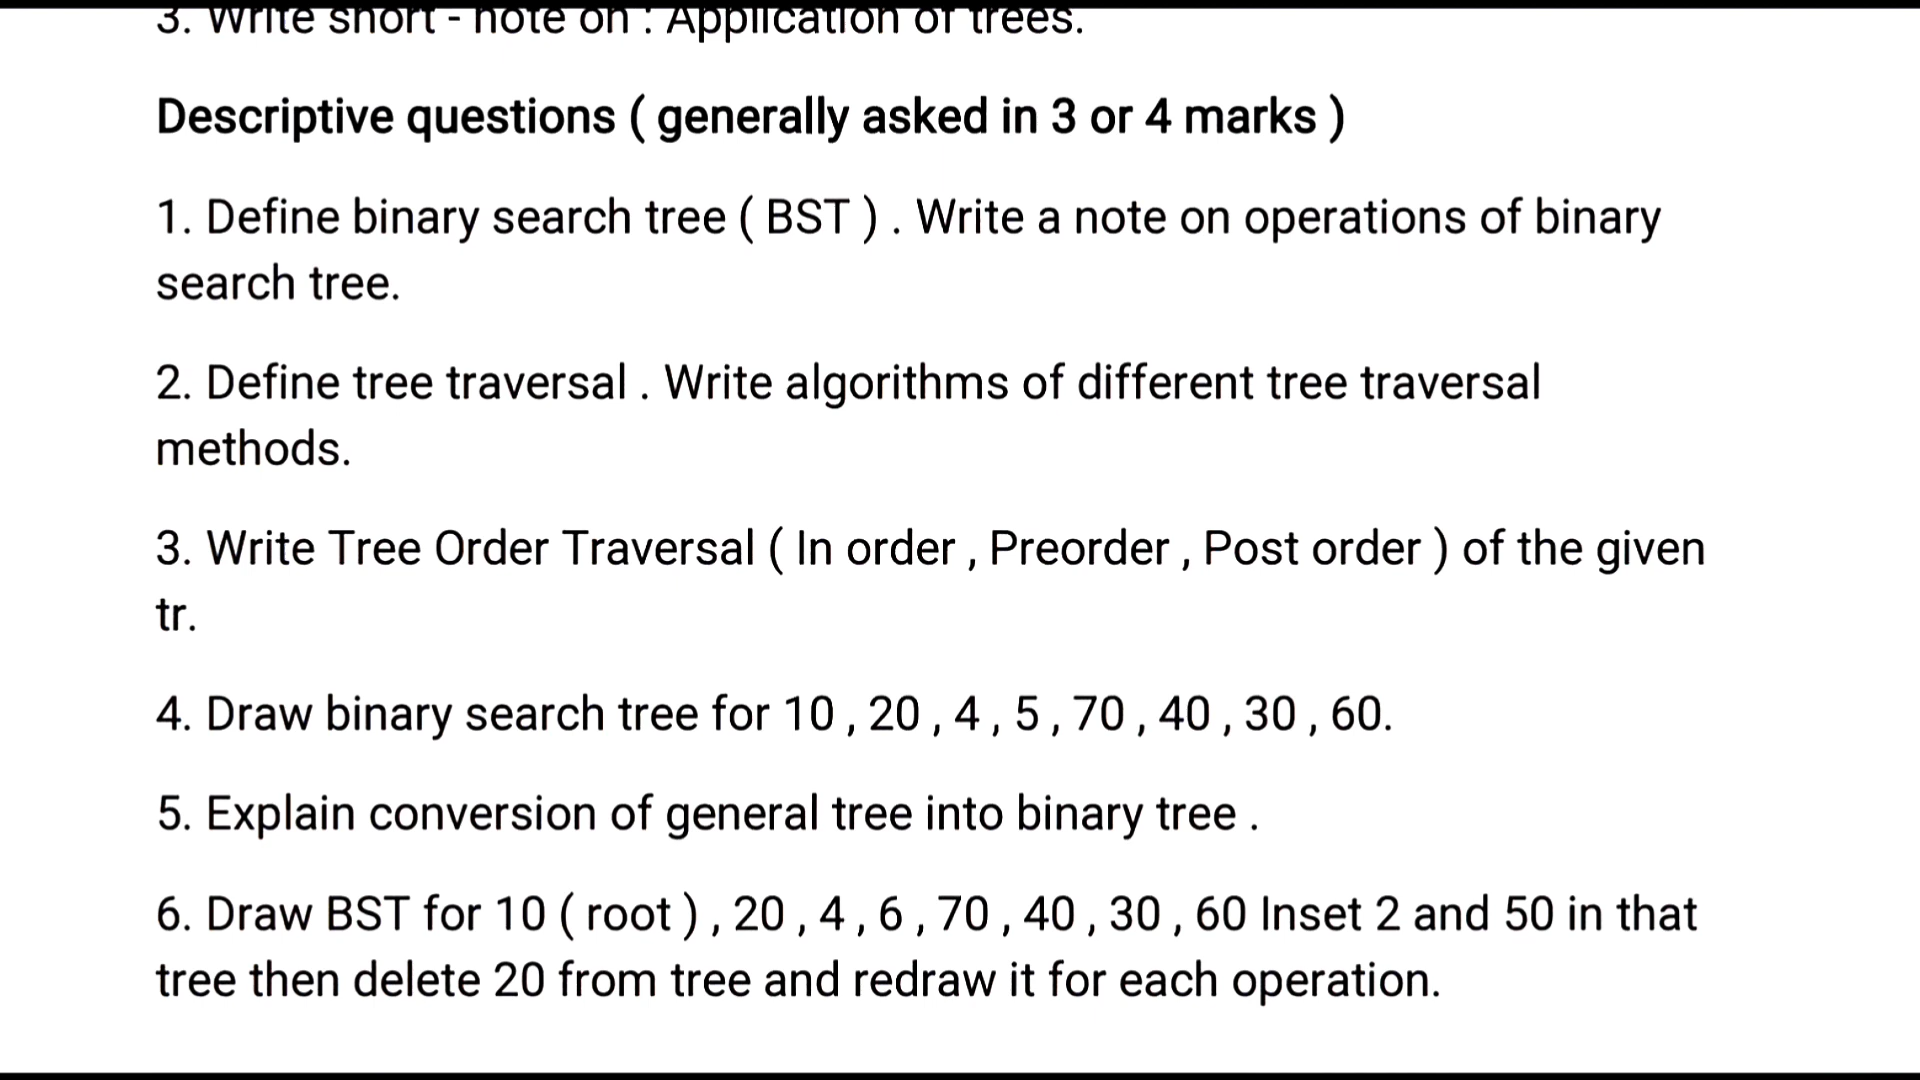 3. Write short - note on : Application of trees.
Descriptive questions ( generally asked in 3 or 4 marks )
1. Define binary search tree ( BST ) . Write a note on operations of binary
search tree.
2. Define tree traversal . Write algorithms of different tree traversal
methods.
3. Write Tree Order Traversal ( In order , Preorder , Post order ) of the given
tr.
4. Draw binary search tree for 10 , 20 , 4 , 5 , 70 , 40 , 30 , 60.
5. Explain conversion of general tree into binary tree .
6. Draw BST for 10 ( root ) , 20 , 4 , 6 , 70 , 40 , 30 , 60 Inset 2 and 50 in that
tree then delete 20 from tree and redraw it for each operation.